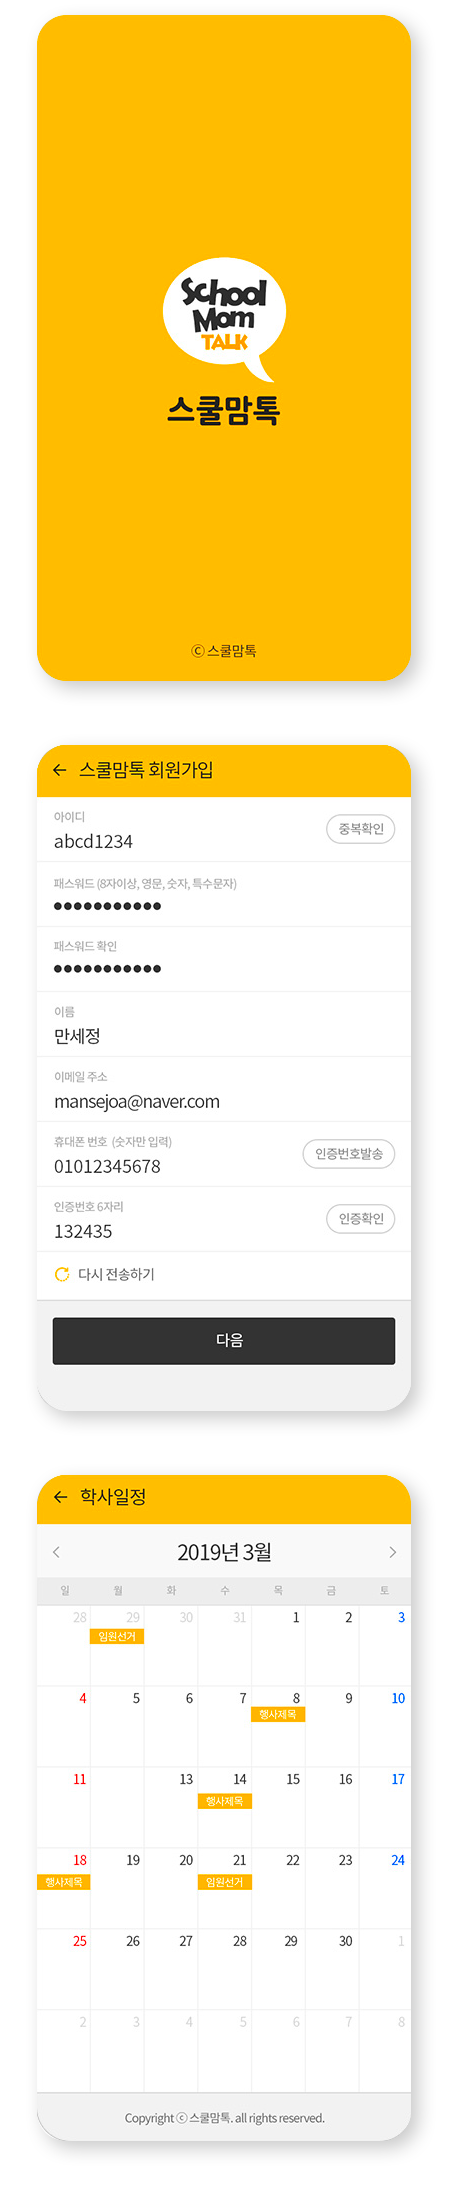 School
Mom
TALK
스쿨맘톡
ⓒ 스쿨맘톡
← 스쿨맘톡 회원가입
아이디
abcd1234
중복확인
패스워드 (8자이상, 영문, 숫자, 특수문자)
●●●●●●●●●●●
패스워드 확인
●●●●●●●●●●●
이름
만세정
이메일 주소
mansejoa@naver.com
휴대폰 번호 (숫자만 입력)
01012345678
인증번호발송
인증번호 6자리
132435
인증확인
다시 전송하기
다음
← 학사일정
< 2019년 3월 >
일 월 화 수 목 금 토
28 29 30 31 1 2 3
임원선거
4 5 6 7 8 9 10
행사제목
11 13 14 15 16 17
행사제목
18 19 20 21 22 23 24
행사제목 임원선거
25 26 27 28 29 30 1
2 3 4 5 6 7 8
Copyright ⓒ 스쿨맘톡. all rights reserved.